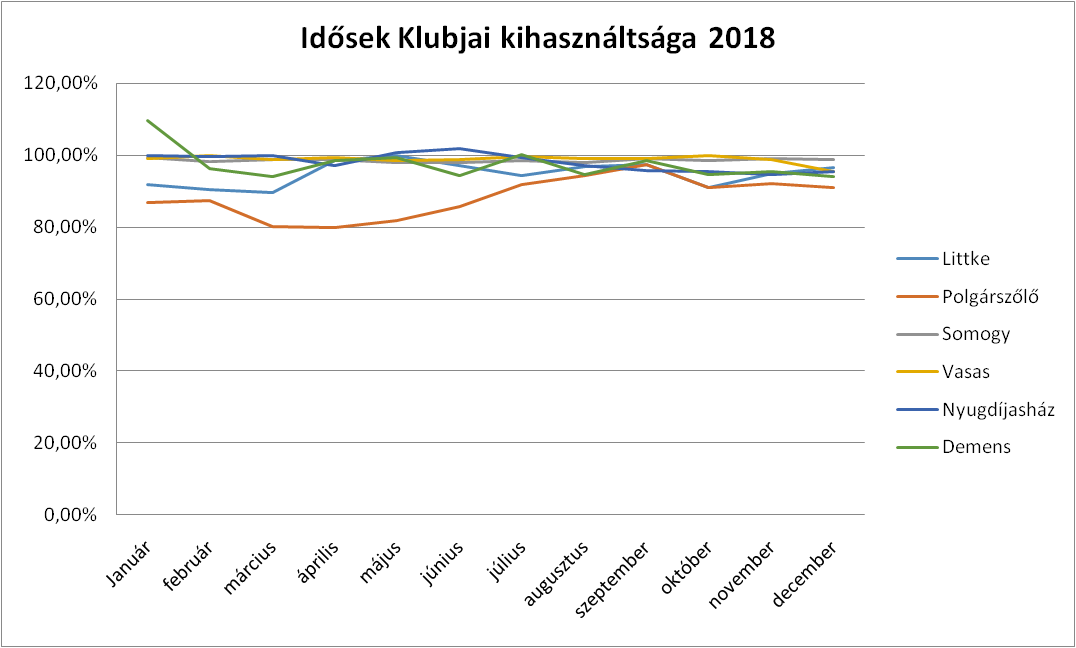 Idősek Klubjai kihasználtsága 2018
120,00%
100,00%
80,00%
60,00%
40,00%
20,00%
0,00%
Január
február
március
április
május
június
július
augusztus
szeptember
október
november
december
Littke
Polgárszőlő
Somogy
Vasas
Nyugdíjasház
Demens